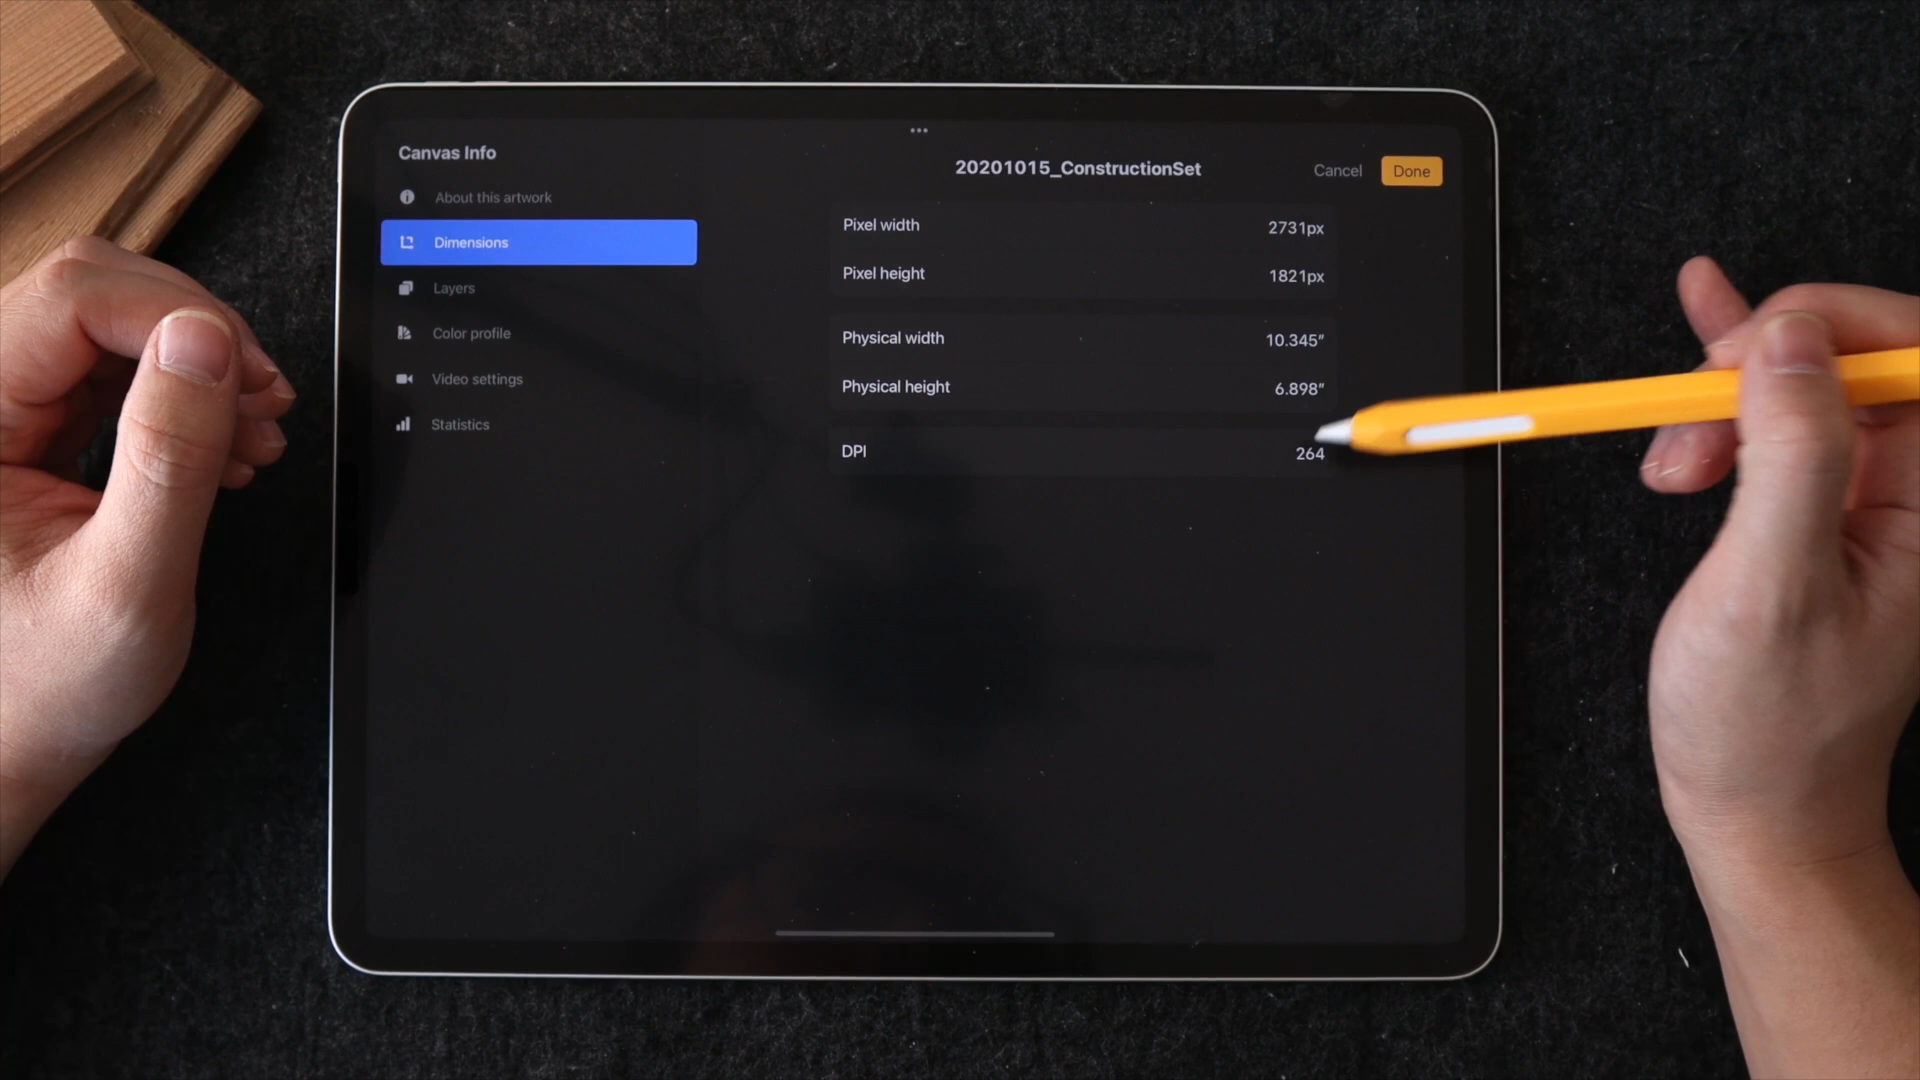 Canvas Info
About this artwork
Dimensions
Layers
Color profile
Video settings
Statistics
20201015_ConstructionSet
Cancel
Done
Pixel width 2731px
Pixel height 1821px
Physical width 10.345″
Physical height 6.898″
DPI 264